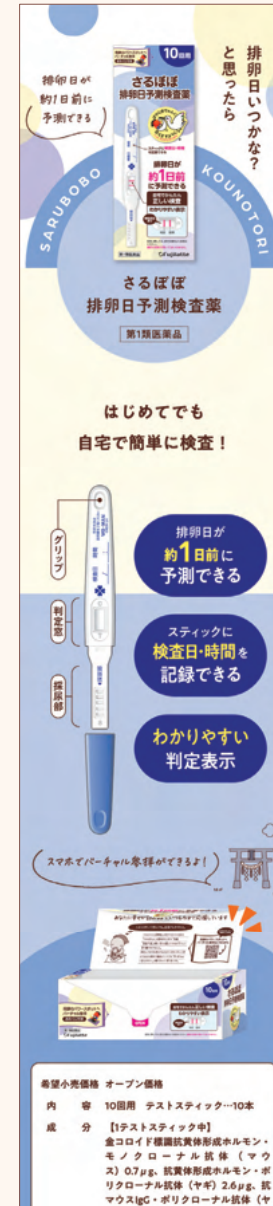 排卵日いつかな？
と思ったら
排卵日が
約1日前に
予測できる
10回用
さるぼぼ
排卵日予測検査薬
排卵日が
約1日前
に予測できる
正しい検査
わかりやすい表示
SARUBOBO
KOUNOTORI
さるぼぼ
排卵日予測検査薬
第1類医薬品
はじめてでも
自宅で簡単に検査！
グリップ
判定窓
採尿部
排卵日が
約1日前に
予測できる
スティックに
検査日・時間を
記録できる
わかりやすい
判定表示
スマホでバーチャル参拝ができるよ！
希望小売価格 オープン価格
内 容 10回用 テストスティック…10本
成 分 【1テストスティック中】
金コロイド標識抗黄体形成ホルモン・
モノクローナル抗体（マウ
ス）0.7μg、抗黄体形成ホルモン・ポ
リクローナル抗体（ヤギ）2.6μg、抗
マウスIgG・ポリクローナル抗体（ヤ